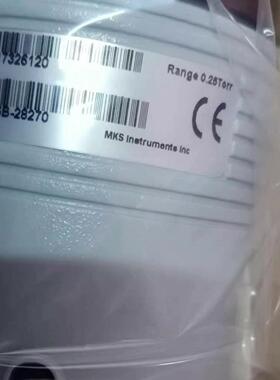 7326120
Range 0.25Torr
B-28270
CE
MKS Instruments Inc